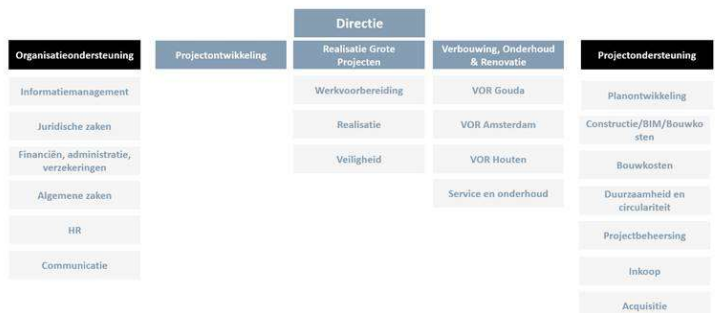 Directie
Organisatieondersteuning
Projectontwikkeling
Realisatie Grote
Projecten
Verbouwing, Onderhoud
& Renovatie
Projectondersteuning
Informatiemanagement
Juridische zaken
Financiën, administratie,
verzekeringen
Algemene zaken
HR
Communicatie
Werkvoorbereiding
Realisatie
Veiligheid
VOR Gouda
VOR Amsterdam
VOR Houten
Service en onderhoud
Planontwikkeling
Constructie/BIM/Bouwko
sten
Bouwkosten
Duurzaamheid en
circulariteit
Projectbeheersing
Inkoop
Acquisitie